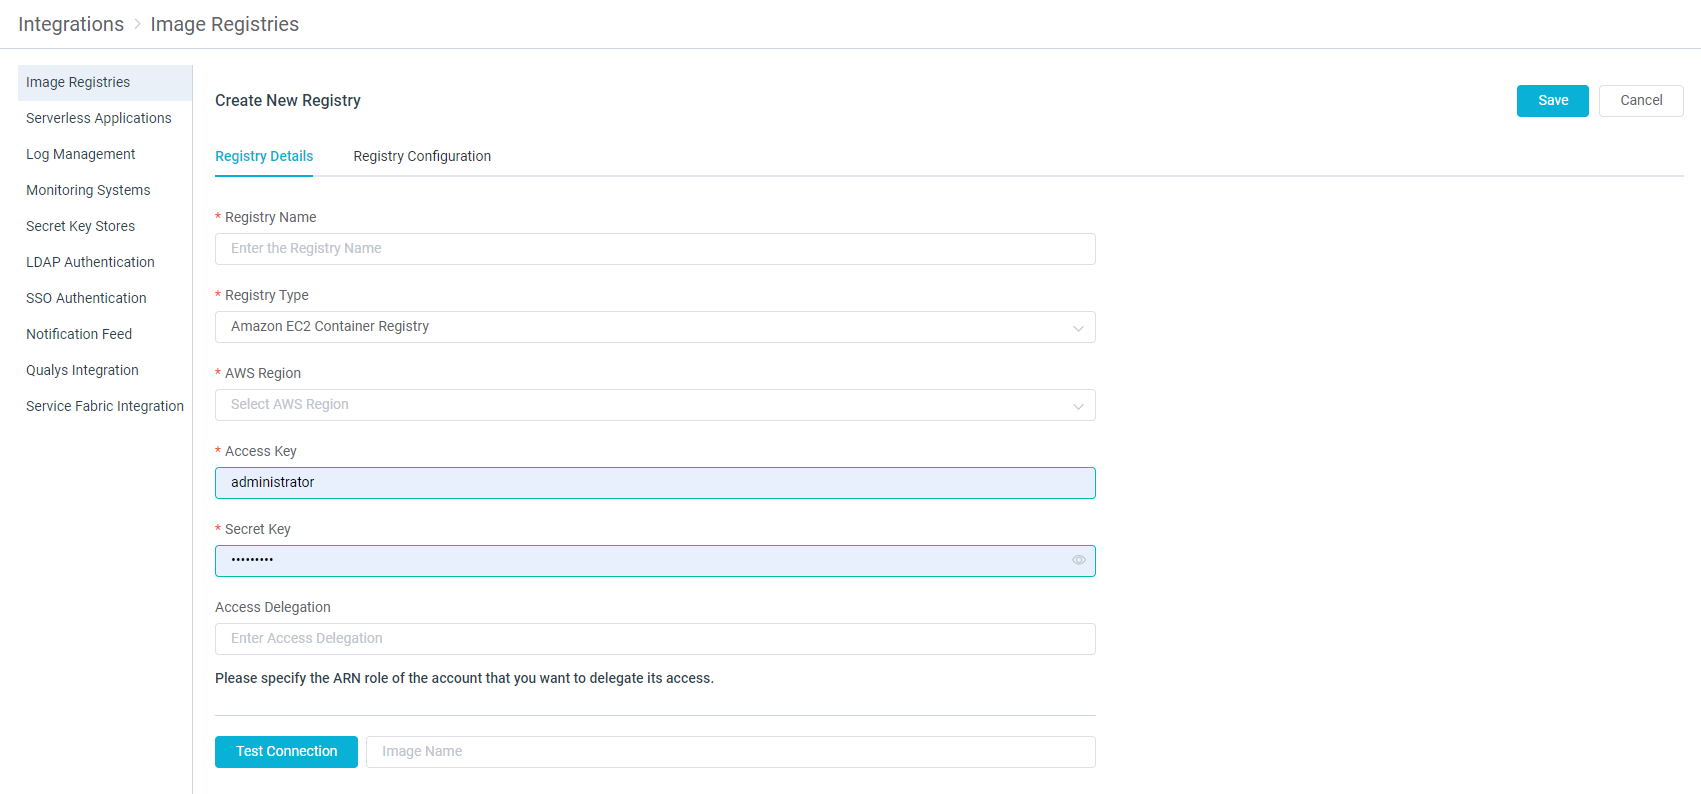 Integrations > Image Registries
Image Registries
Serverless Applications
Log Management
Monitoring Systems
Secret Key Stores
LDAP Authentication
SSO Authentication
Notification Feed
Qualys Integration
Service Fabric Integration
Create New Registry
Save
Cancel
Registry Details
Registry Configuration
* Registry Name
Enter the Registry Name
* Registry Type
Amazon EC2 Container Registry
* AWS Region
Select AWS Region
* Access Key
administrator
* Secret Key
•••••••••
Access Delegation
Enter Access Delegation
Please specify the ARN role of the account that you want to delegate its access.
Test Connection
Image Name